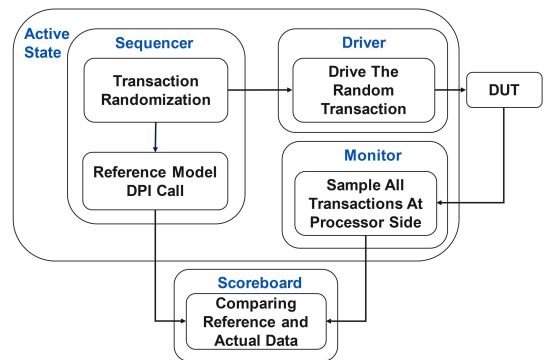 Active
State
Sequencer
Transaction
Randomization
Reference Model
DPI Call
Driver
Drive The
Random
Transaction
DUT
Monitor
Sample All
Transactions At
Processor Side
Scoreboard
Comparing
Reference and
Actual Data